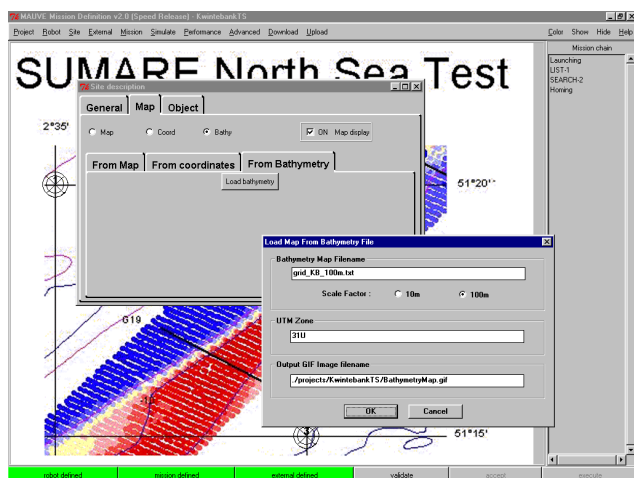 MAUVE Mission Definition v2.0 (Speed Release) - KwintebankTS
Project Robot Site External Mission Simulate Performance Advanced Download Upload Color Show Hide Help
Mission chain
Launching
LIST-1
SEARCH-2
Homing
SUMARE North Sea Test
Site description
General Map Object
2°35'
Map Coord Bathy ON Map display
From Map From coordinates From Bathymetry
Load bathymetry
51°20'
Load Map From Bathymetry File
Bathymetry Map Filename
grid_KB_100m.txt
Scale Factor : 10m 100m
UTM Zone
31U
Output GIF Image filename
./projects/KwintebankTS/BathymetryMap.gif
OK Cancel
G19
51°15'
robot defined mission defined external defined validate accept execute